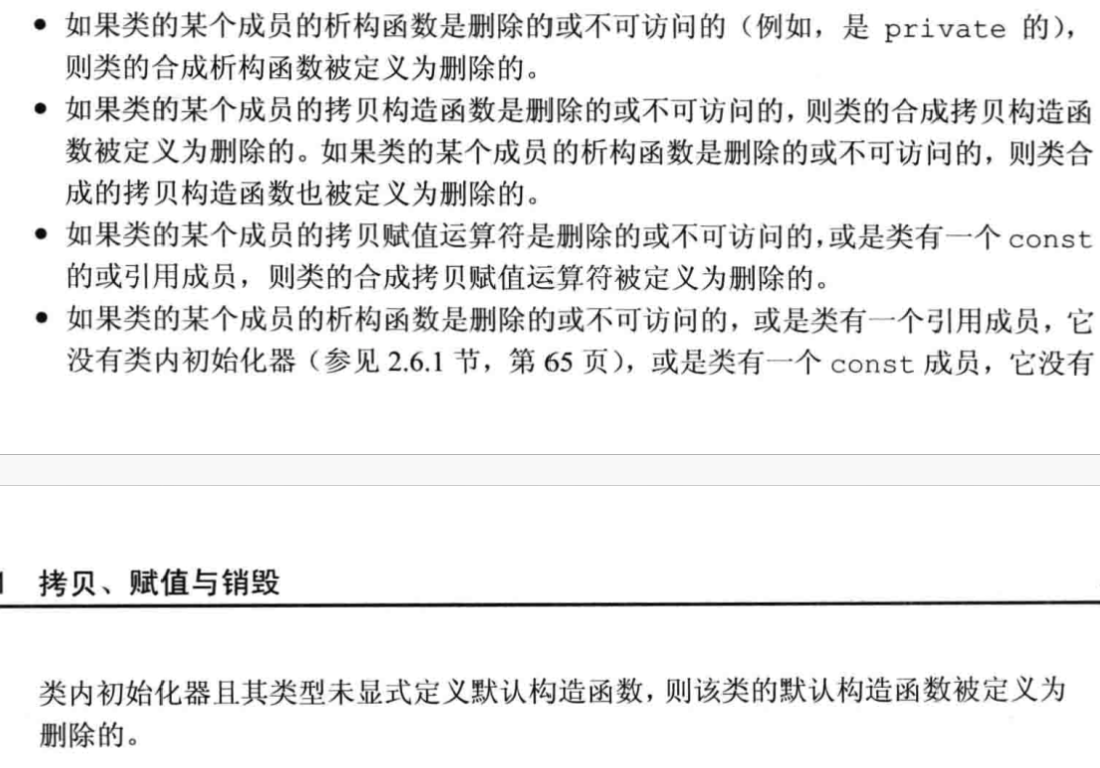 ● 如果类的某个成员的析构函数是删除的或不可访问的（例如，是 private 的），
则类的合成析构函数被定义为删除的。
● 如果类的某个成员的拷贝构造函数是删除的或不可访问的，则类的合成拷贝构造函
数被定义为删除的。如果类的某个成员的析构函数是删除的或不可访问的，则类合
成的拷贝构造函数也被定义为删除的。
● 如果类的某个成员的拷贝赋值运算符是删除的或不可访问的，或是类有一个 const
的或引用成员，则类的合成拷贝赋值运算符被定义为删除的。
● 如果类的某个成员的析构函数是删除的或不可访问的，或是类有一个引用成员，它
没有类内初始化器（参见 2.6.1 节，第 65 页），或是类有一个 const 成员，它没有
拷贝、赋值与销毁
类内初始化器且其类型未显式定义默认构造函数，则该类的默认构造函数被定义为
删除的。